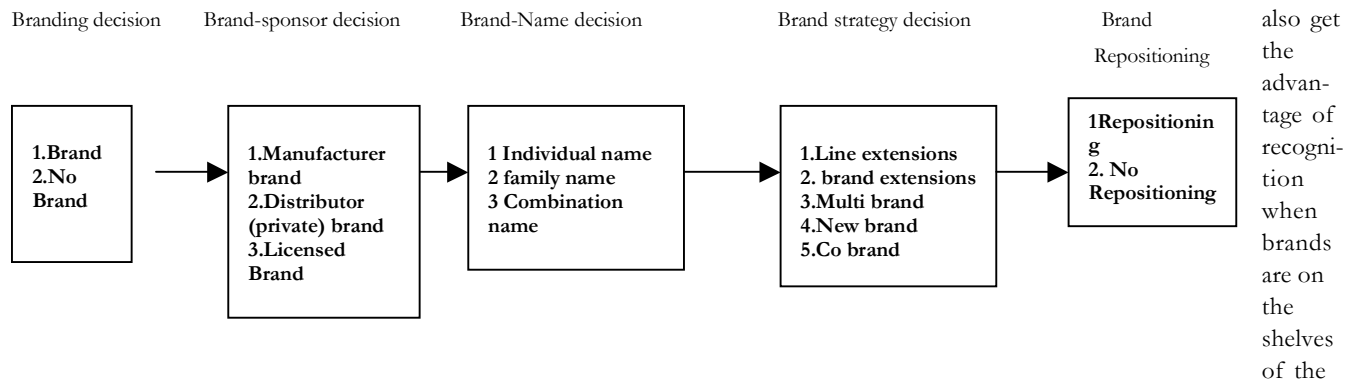 Branding decision
Brand-sponsor decision
Brand-Name decision
Brand strategy decision
Brand
Repositioning
1.Brand
2.No
Brand
1.Manufacturer
brand
2.Distributor
(private) brand
3.Licensed
Brand
1 Individual name
2 family name
3 Combination
name
1.Line extensions
2. brand extensions
3.Multi brand
4.New brand
5.Co brand
1Repositionin
g
2. No
Repositioning
also get
the
advan-
tage of
recogni-
tion
when
brands
are on
the
shelves
of the